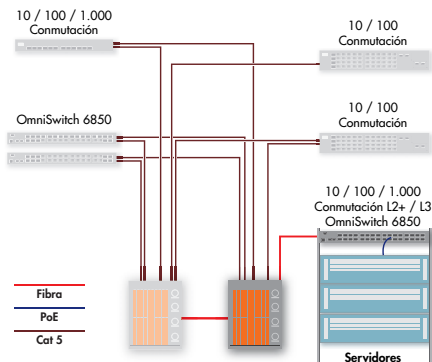 10 / 100 / 1.000
Conmutación
10 / 100
Conmutación
OmniSwitch 6850
10 / 100
Conmutación
10 / 100 / 1.000
Conmutación L2+ / L3
OmniSwitch 6850
Fibra
PoE
Cat 5
Servidores